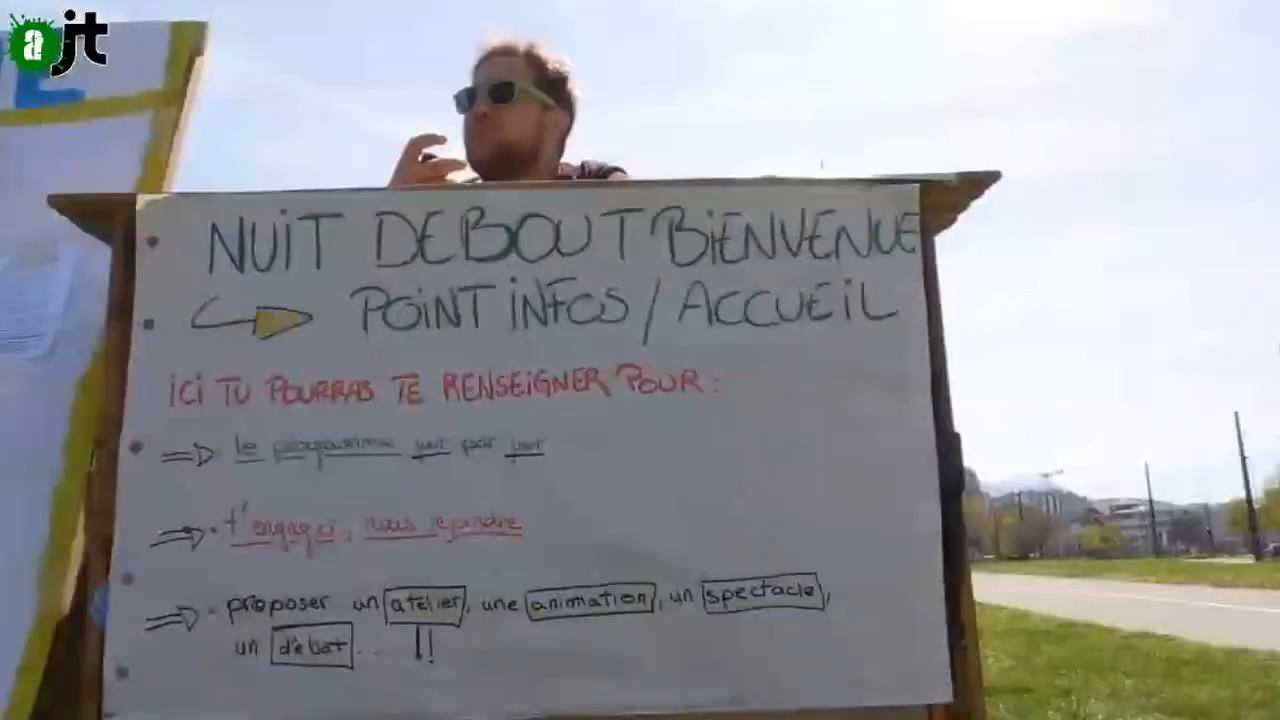 ajt
E
NUIT DEBOUT BIENVENUE
POINT INFOS / ACCUEIL
ICI TU POURRAS TE RENSEIGNER POUR :
le programme jour par jour
t'engager, nous rejoindre
proposer un atelier, une animation, un spectacle,
un débat... !!